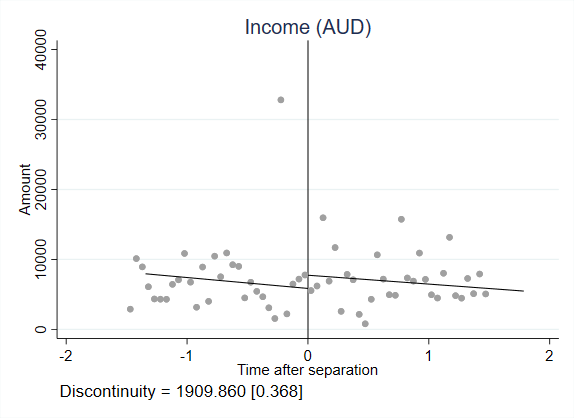 Income (AUD)
40000
30000
20000
10000
0
Amount
-2 -1 0 1 2
Time after separation
Discontinuity = 1909.860 [0.368]